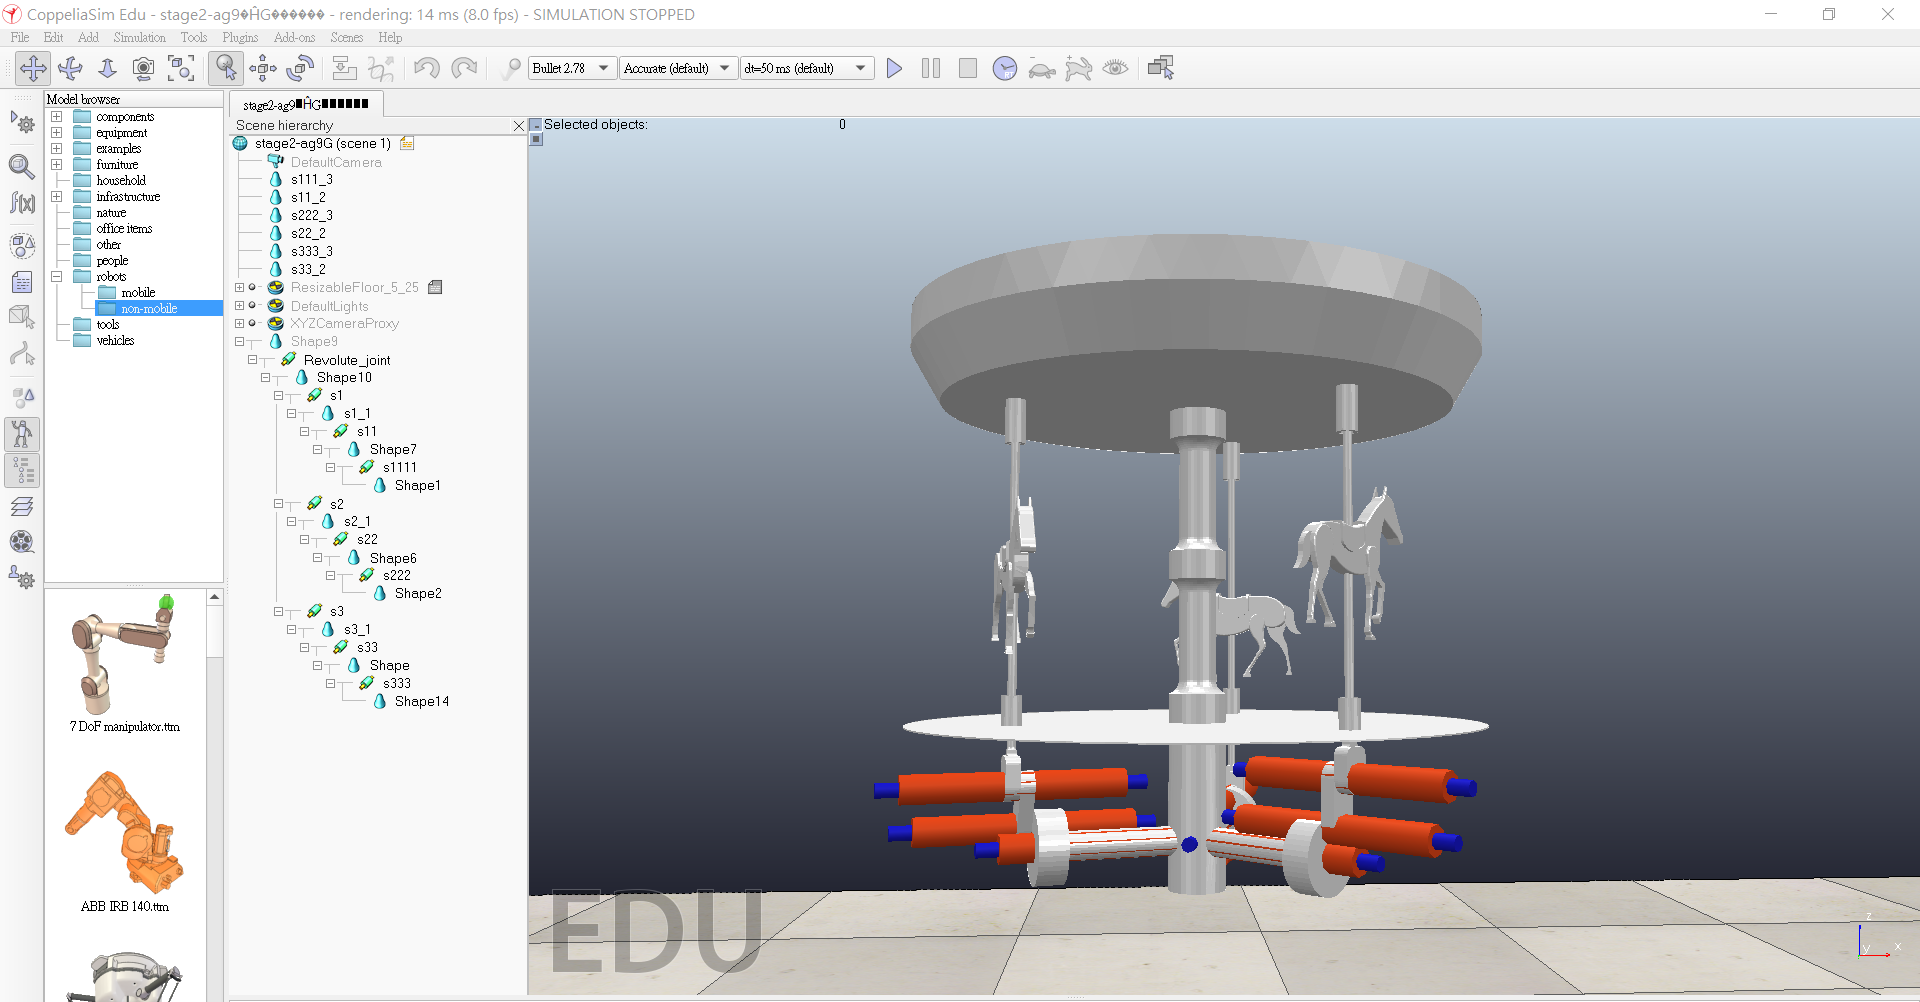 CoppeliaSim Edu - stage2-ag9�ĤG������ - rendering: 14 ms (8.0 fps) - SIMULATION STOPPED
File Edit Add Simulation Tools Plugins Add-ons Scenes Help
Bullet 2.78 Accurate (default) dt=50 ms (default)
RT
Model browser
components
equipment
examples
furniture
household
infrastructure
nature
office items
other
people
robots
mobile
non-mobile
tools
vehicles
7 DoF manipulator.ttm
ABB IRB 140.ttm
f(x)
stage2-ag9■ĤG■■■■■■
Scene hierarchy
stage2-ag9G (scene 1)
DefaultCamera
s111_3
s11_2
s222_3
s22_2
s333_3
s33_2
ResizableFloor_5_25
DefaultLights
XYZCameraProxy
Shape9
Revolute_joint
Shape10
s1
s1_1
s11
Shape7
s1111
Shape1
s2
s2_1
s22
Shape6
s222
Shape2
s3
s3_1
s33
Shape
s333
Shape14
Selected objects: 0
EDU
z
y
x